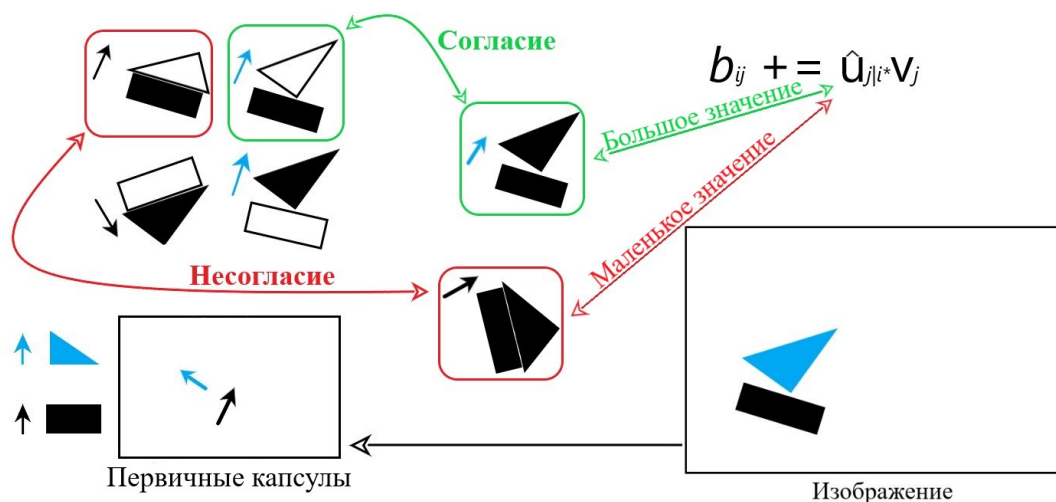 Согласие
b_ij += û_j|i* v_j
Большое значение
Маленькое значение
Несогласие
Первичные капсулы
Изображение